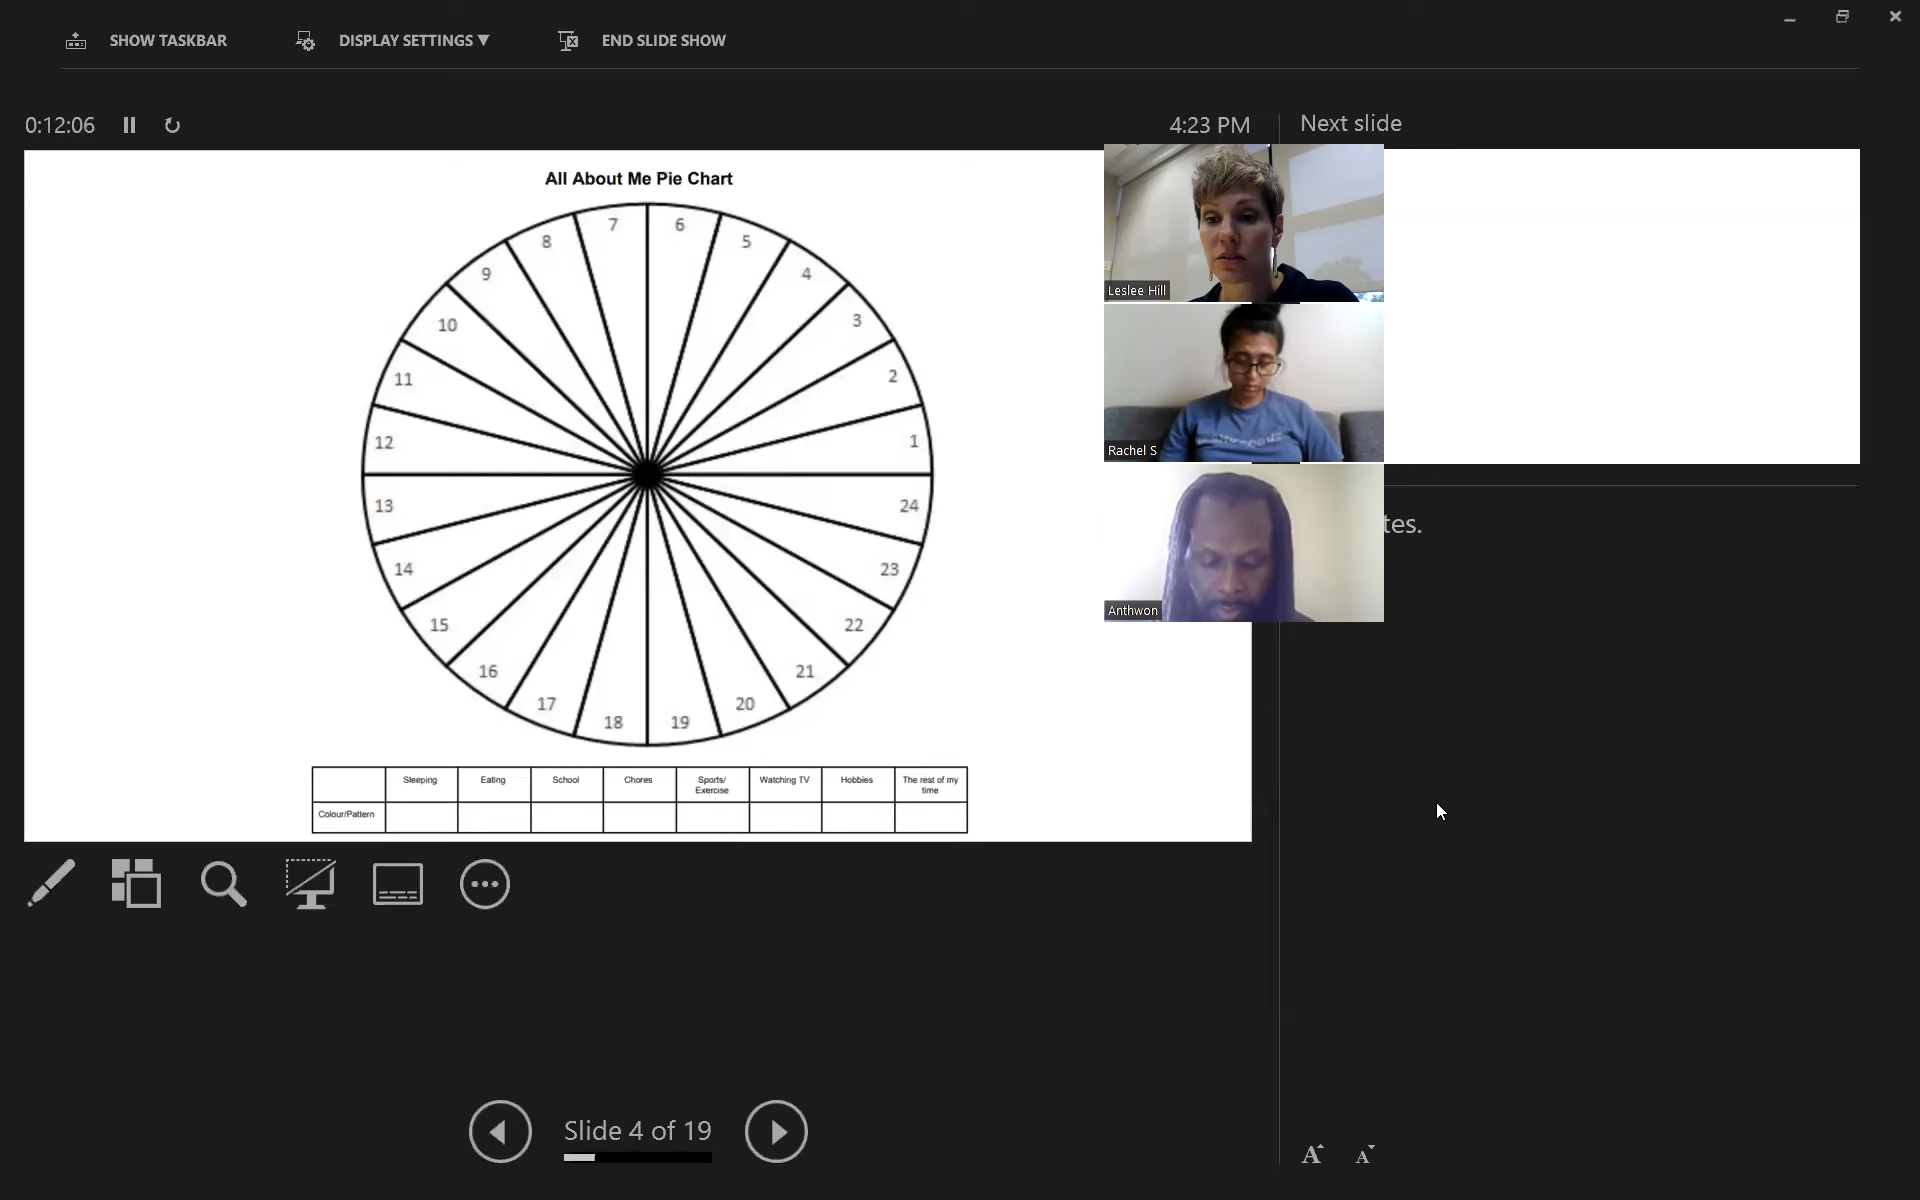 SHOW TASKBAR
DISPLAY SETTINGS ▼
END SLIDE SHOW
0:12:06
4:23 PM
Next slide
All About Me Pie Chart
7
6
8
5
9
4
10
3
11
2
12
1
13
24
14
23
15
22
16
21
17
20
18
19
Leslee Hill
Rachel S
tes.
Anthwon
Sleeping
Eating
School
Chores
Sports/
Exercise
Watching TV
Hobbies
The rest of my
time
Colour/Pattern
Slide 4 of 19
A
A